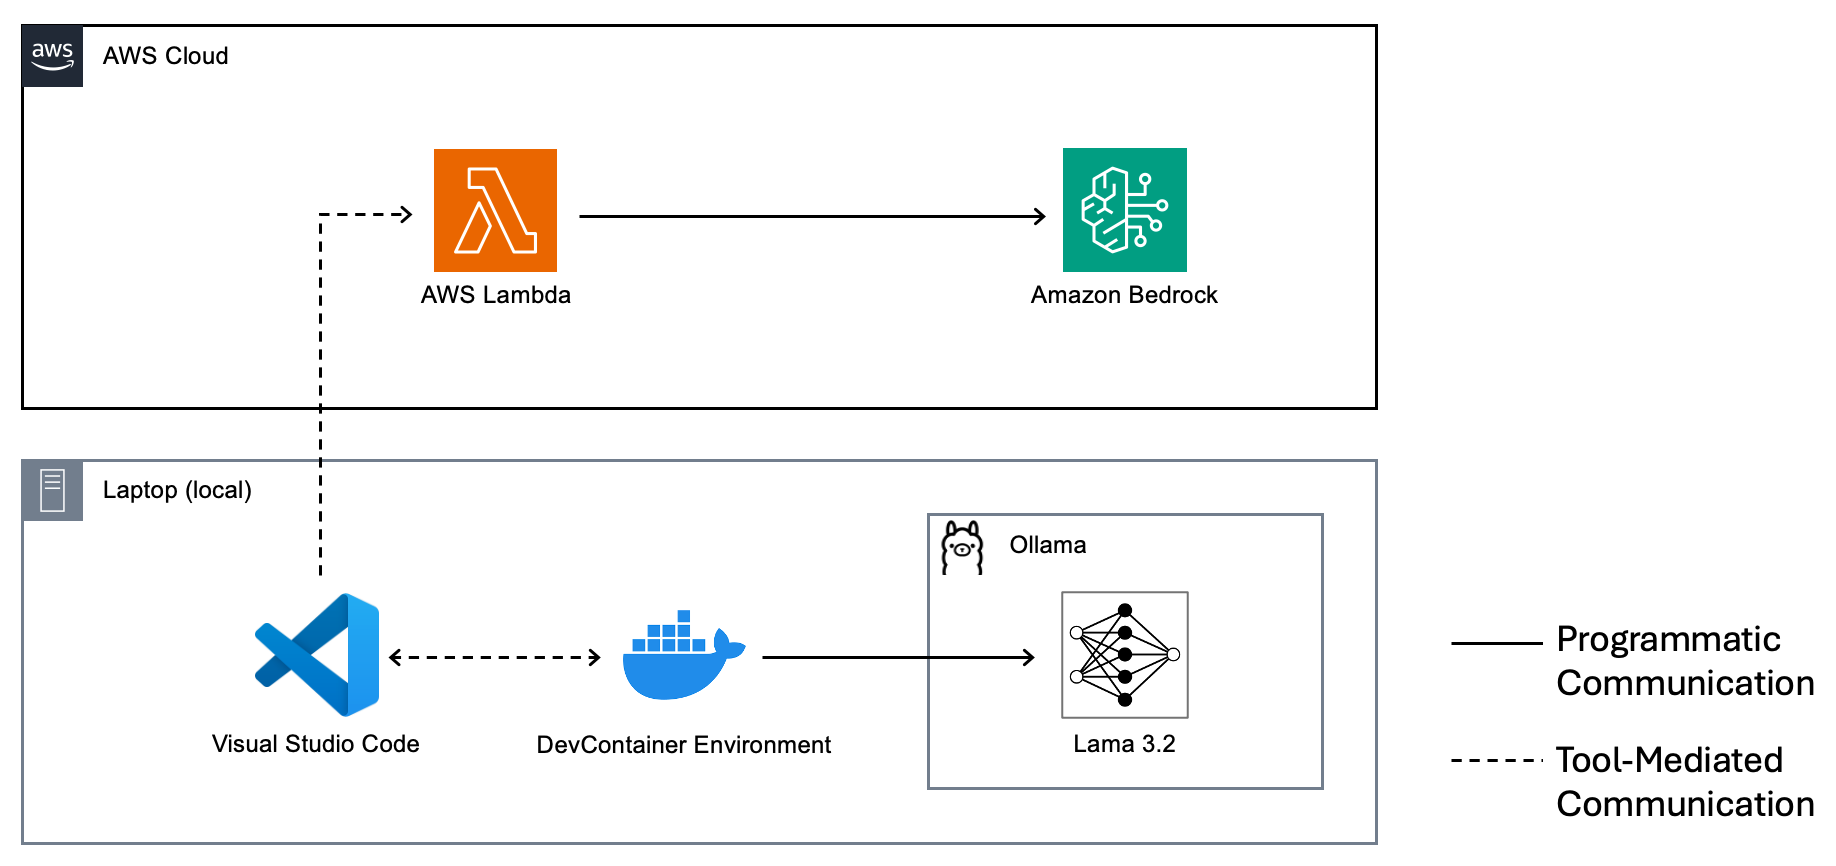 aws
AWS Cloud
AWS Lambda
Amazon Bedrock
Laptop (local)
Ollama
Visual Studio Code
DevContainer Environment
Lama 3.2
Programmatic
Communication
Tool-Mediated
Communication